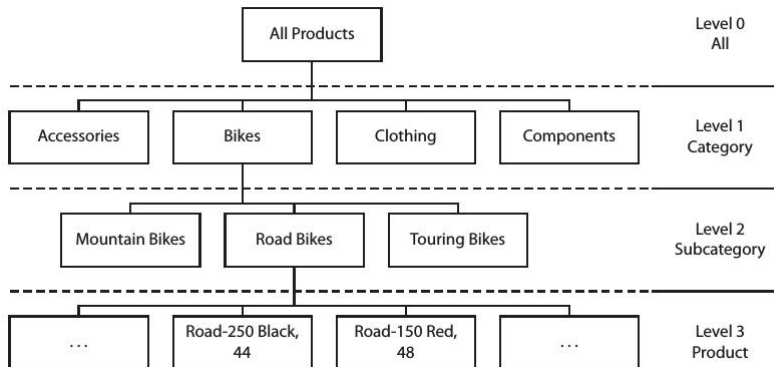 All Products
Level 0
All
Accessories
Bikes
Clothing
Components
Level 1
Category
Mountain Bikes
Road Bikes
Touring Bikes
Level 2
Subcategory
...
Road-250 Black,
44
Road-150 Red,
48
...
Level 3
Product